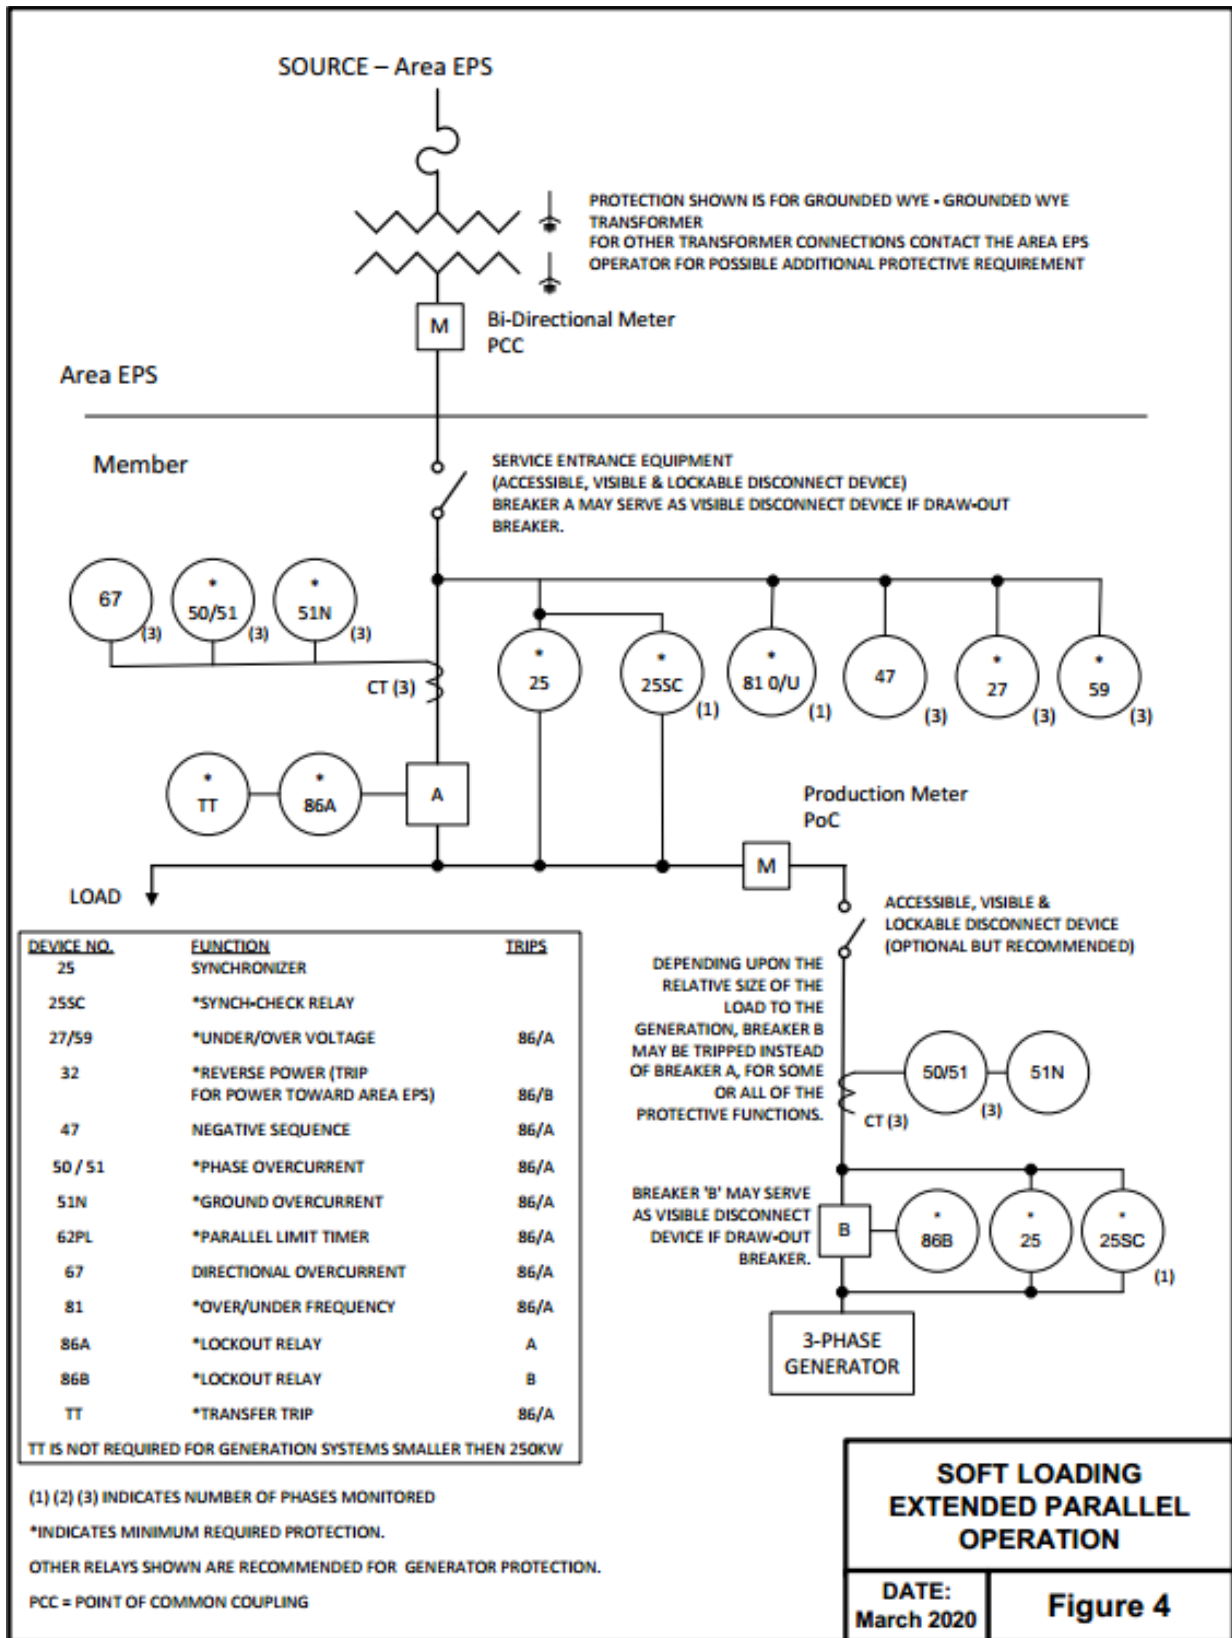 SOURCE – Area EPS
PROTECTION SHOWN IS FOR GROUNDED WYE - GROUNDED WYE
TRANSFORMER
FOR OTHER TRANSFORMER CONNECTIONS CONTACT THE AREA EPS
OPERATOR FOR POSSIBLE ADDITIONAL PROTECTIVE REQUIREMENT
M
Bi-Directional Meter
PCC
Area EPS
Member
SERVICE ENTRANCE EQUIPMENT
(ACCESSIBLE, VISIBLE & LOCKABLE DISCONNECT DEVICE)
BREAKER A MAY SERVE AS VISIBLE DISCONNECT DEVICE IF DRAW-OUT
BREAKER.
67
(3)
*
50/51
(3)
*
51N
(3)
CT (3)
*
25
*
25SC
(1)
*
81 0/U
(1)
47
(3)
*
27
(3)
*
59
(3)
*
TT
*
86A
A
Production Meter
PoC
M
LOAD
ACCESSIBLE, VISIBLE &
LOCKABLE DISCONNECT DEVICE
(OPTIONAL BUT RECOMMENDED)
DEPENDING UPON THE
RELATIVE SIZE OF THE
LOAD TO THE
GENERATION, BREAKER B
MAY BE TRIPPED INSTEAD
OF BREAKER A, FOR SOME
OR ALL OF THE
PROTECTIVE FUNCTIONS.
50/51
(3)
51N
CT (3)
BREAKER 'B' MAY SERVE
AS VISIBLE DISCONNECT
DEVICE IF DRAW-OUT
BREAKER.
B
*
86B
*
25
*
25SC
(1)
3-PHASE
GENERATOR
DEVICE NO. FUNCTION TRIPS
25 SYNCHRONIZER
25SC *SYNCH-CHECK RELAY
27/59 *UNDER/OVER VOLTAGE 86/A
32 *REVERSE POWER (TRIP
FOR POWER TOWARD AREA EPS) 86/B
47 NEGATIVE SEQUENCE 86/A
50 / 51 *PHASE OVERCURRENT 86/A
51N *GROUND OVERCURRENT 86/A
62PL *PARALLEL LIMIT TIMER 86/A
67 DIRECTIONAL OVERCURRENT 86/A
81 *OVER/UNDER FREQUENCY 86/A
86A *LOCKOUT RELAY A
86B *LOCKOUT RELAY B
TT *TRANSFER TRIP 86/A
TT IS NOT REQUIRED FOR GENERATION SYSTEMS SMALLER THEN 250KW
(1) (2) (3) INDICATES NUMBER OF PHASES MONITORED
*INDICATES MINIMUM REQUIRED PROTECTION.
OTHER RELAYS SHOWN ARE RECOMMENDED FOR GENERATOR PROTECTION.
PCC = POINT OF COMMON COUPLING
SOFT LOADING
EXTENDED PARALLEL
OPERATION
DATE:
March 2020
Figure 4